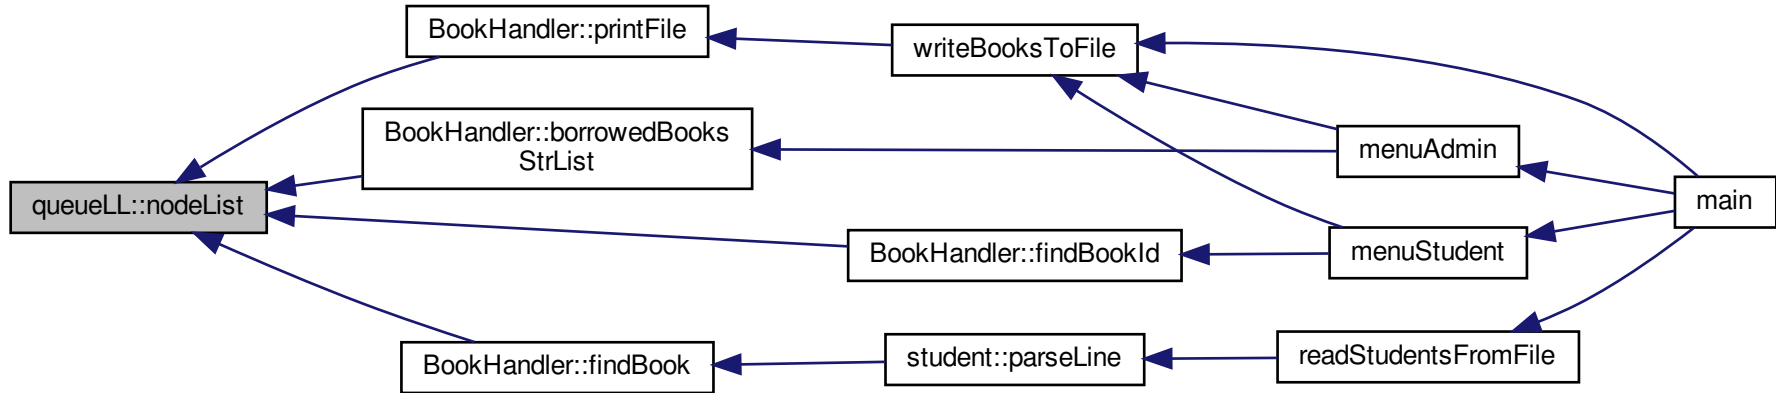 BookHandler::printFile
writeBooksToFile
BookHandler::borrowedBooks
StrList
menuAdmin
queueLL::nodeList
main
BookHandler::findBookId
menuStudent
BookHandler::findBook
student::parseLine
readStudentsFromFile